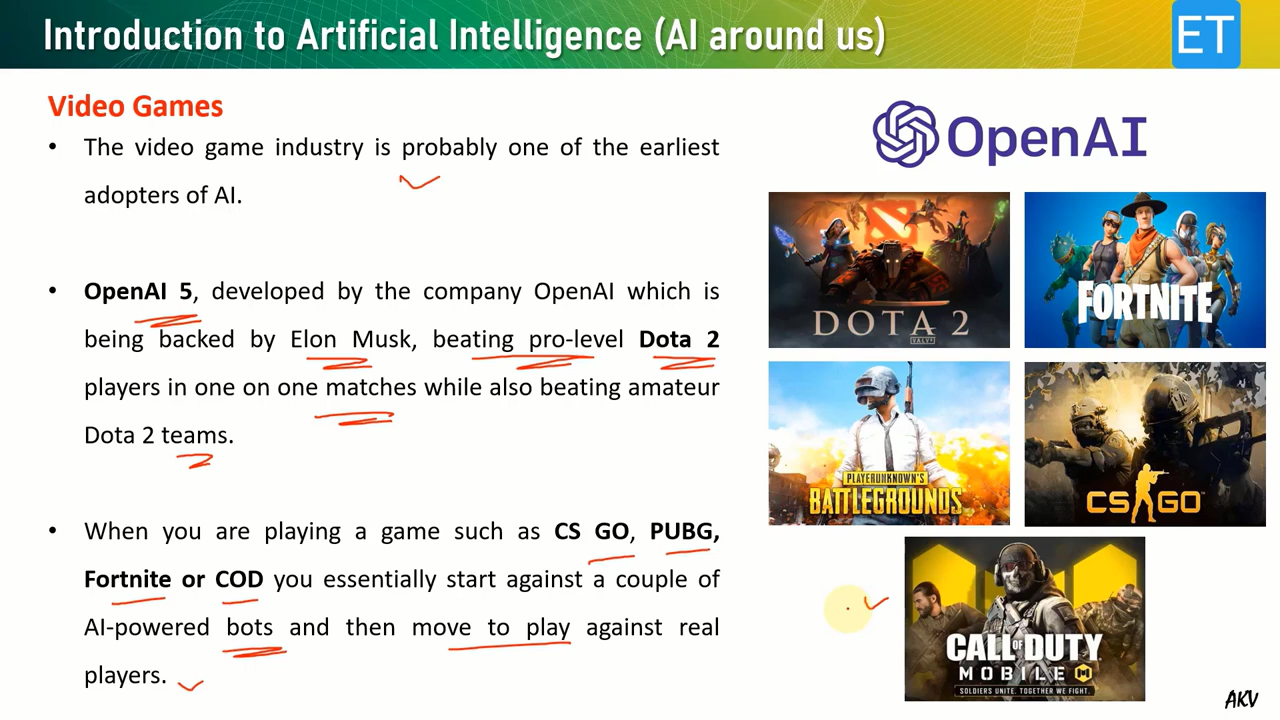 Introduction to Artificial Intelligence (AI around us)
ET
Video Games
• The video game industry is probably one of the earliest
adopters of AI.
• OpenAI 5, developed by the company OpenAI which is
being backed by Elon Musk, beating pro-level Dota 2
players in one on one matches while also beating amateur
Dota 2 teams.
• When you are playing a game such as CS GO, PUBG,
Fortnite or COD you essentially start against a couple of
AI-powered bots and then move to play against real
players.
OpenAI
DOTA 2
VALVE
FORTNITE
PLAYERUNKNOWN'S
BATTLEGROUNDS
CS GO
CALL OF DUTY
MOBILE
SOLDIERS UNITE. TOGETHER WE FIGHT.
AKV